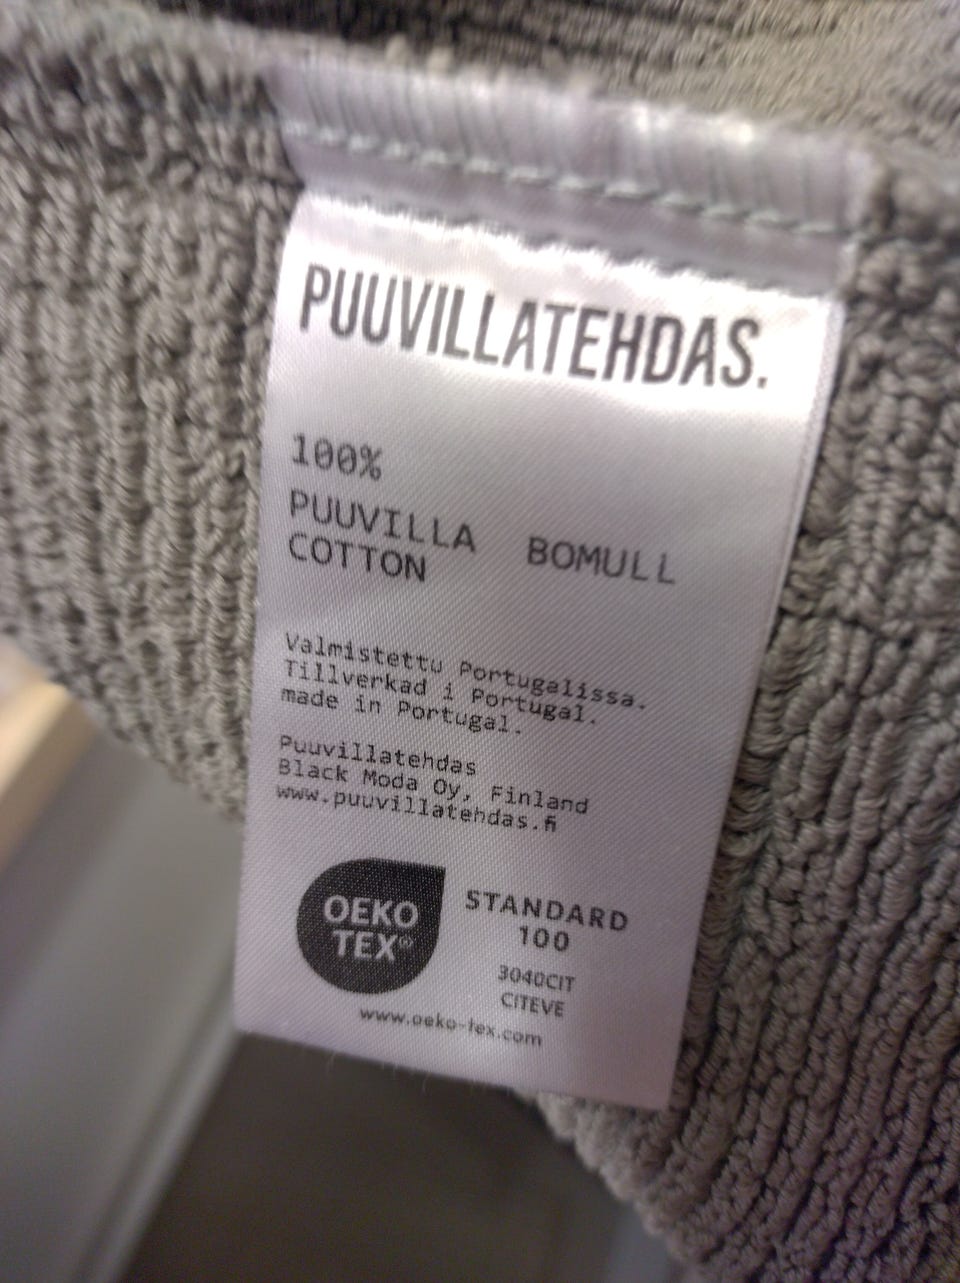 PUUVILLATEHDAS.
100%
PUUVILLA BOMULL
COTTON
Valmistettu Portugalissa.
Tillverkad i Portugal.
made in Portugal.
Puuvillatehdas
Black Moda Oy, Finland
www.puuvillatehdas.fi
OEKO
TEX®
STANDARD
100
3040CIT
CITEVE
www.oeko-tex.com